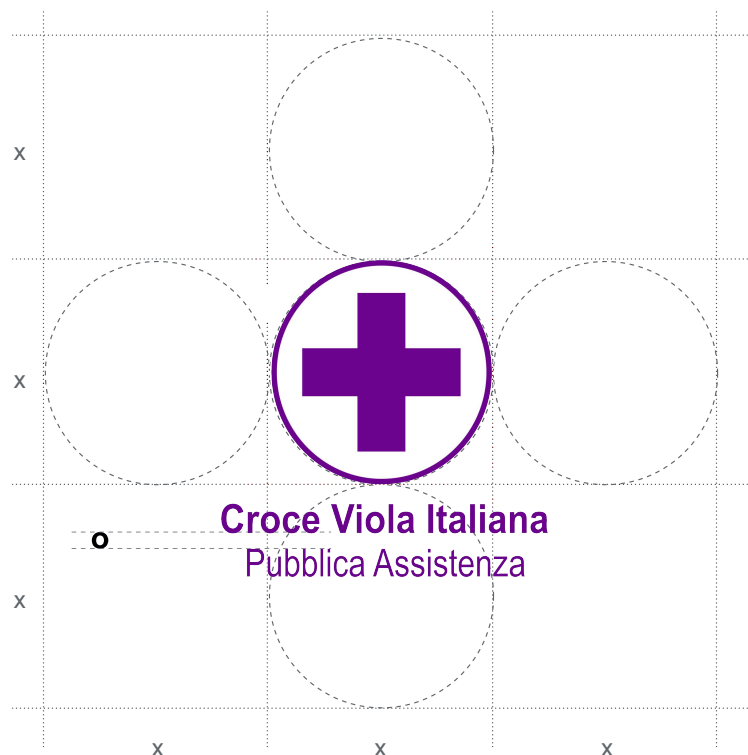 x
x
Croce Viola Italiana
o
Pubblica Assistenza
x
x x x